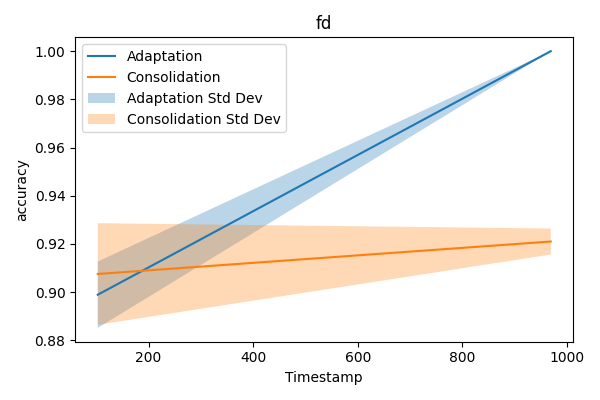 fd
Adaptation
Consolidation
Adaptation Std Dev
Consolidation Std Dev
accuracy
1.00
0.98
0.96
0.94
0.92
0.90
0.88
200 400 600 800 1000
Timestamp